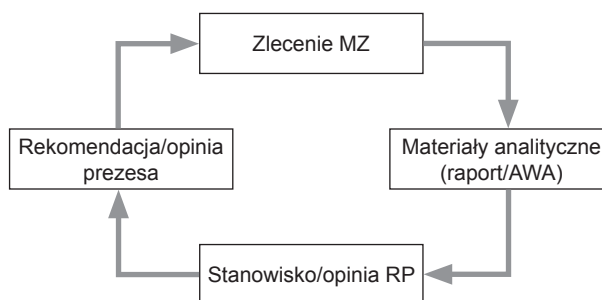 Zlecenie MZ
Rekomendacja/opinia
prezesa
Materiały analityczne
(raport/AWA)
Stanowisko/opinia RP